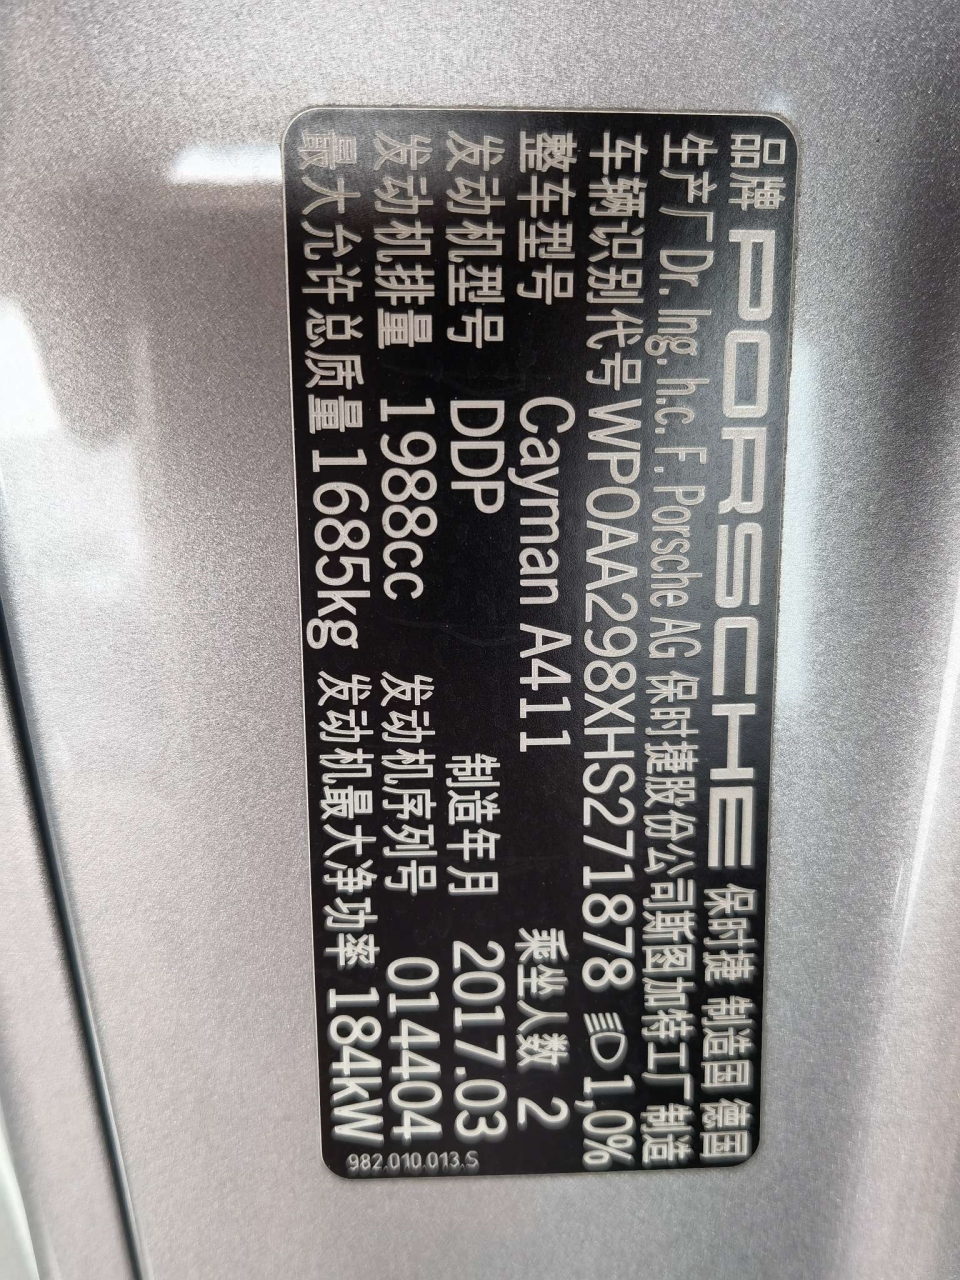 品牌 PORSCHE 保时捷 制造国 德国
生产厂Dr. Ing. h.c. F. Porsche AG 保时捷股份公司斯图加特工厂制造
车辆识别代号 WP0AA298XHS271878 1,0%
整车型号 Cayman A411 乘坐人数 2
发动机型号 DDP 制造年月 2017.03
发动机排量 1988cc 发动机序列号 014404
最大允许总质量 1685kg 发动机最大净功率 184kW
982.010.013.S